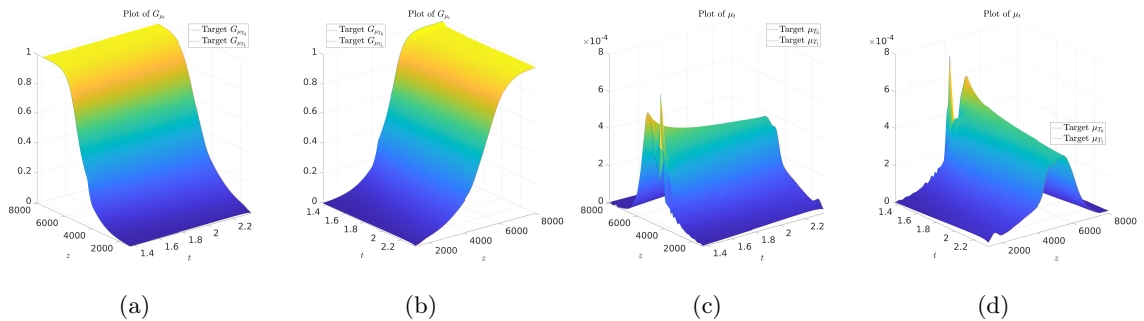 Plot of $G_{\mu_t}$
Target $G_{\mu_{T_0}}$
Target $G_{\mu_{T_1}}$
1
0.8
0.6
0.4
0.2
0
8000
6000
4000
2000
z
1.4
1.6
1.8
2
2.2
t
(a)
Plot of $G_{\mu_t}$
Target $G_{\mu_{T_0}}$
Target $G_{\mu_{T_1}}$
1
0.8
0.6
0.4
0.2
0
1.4
1.6
1.8
2
2.2
t
2000
4000
6000
8000
z
(b)
Plot of $\mu_t$
Target $\mu_{T_0}$
Target $\mu_{T_1}$
×10⁻⁴
8
6
4
2
0
8000
6000
4000
2000
z
1.4
1.6
1.8
2
2.2
t
(c)
Plot of $\mu_t$
Target $\mu_{T_0}$
Target $\mu_{T_1}$
×10⁻⁴
8
6
4
2
0
1.4
1.6
1.8
2
2.2
t
2000
4000
6000
8000
z
(d)